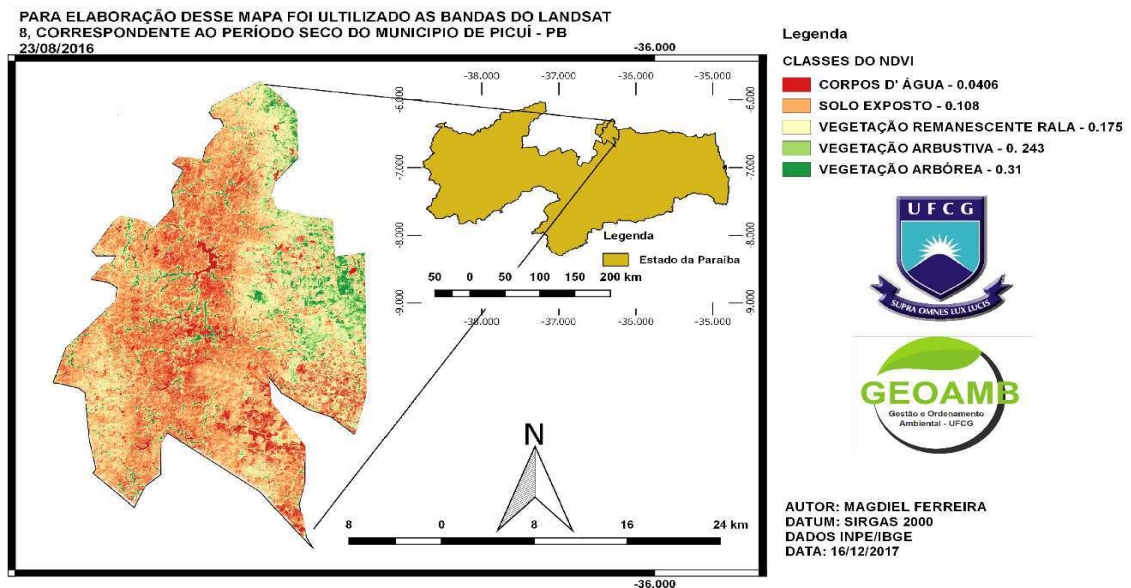 PARA ELABORAÇÃO DESSE MAPA FOI ULTILIZADO AS BANDAS DO LANDSAT
8, CORRESPONDENTE AO PERÍODO SECO DO MUNICIPIO DE PICUÍ - PB
23/08/2016
-36.000
-38.000 -37.000 -36.000 -35.000
-6.000 -6.000
-7.000 -7.000
-8.000 -8.000
-9.000 -9.000
-38.000 -37.000 -36.000 -35.000
Legenda
Estado da Paraíba
50 0 50 100 150 200 km
N
8 0 8 16 24 km
-36.000
Legenda
CLASSES DO NDVI
CORPOS D' ÁGUA - 0.0406
SOLO EXPOSTO - 0.108
VEGETAÇÃO REMANESCENTE RALA - 0.175
VEGETAÇÃO ARBUSTIVA - 0. 243
VEGETAÇÃO ARBÓREA - 0.31
UFCG
SUPRA OMNES LUX LUCIS
GEOAMB
Gestão e Ordenamento
Ambiental - UFCG
AUTOR: MAGDIEL FERREIRA
DATUM: SIRGAS 2000
DADOS INPE/IBGE
DATA: 16/12/2017